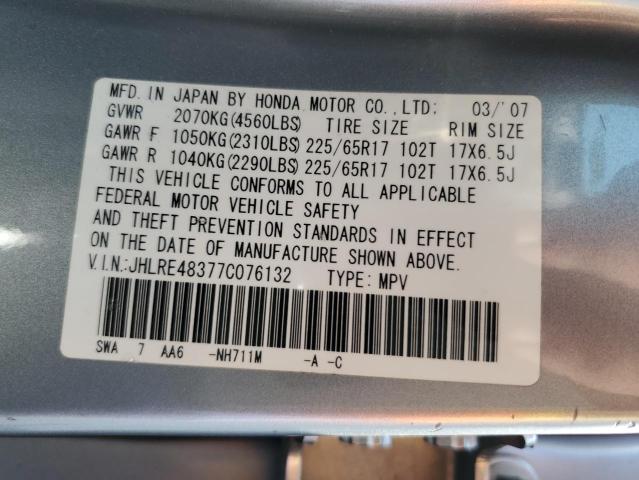 MFD. IN JAPAN BY HONDA MOTOR CO.,LTD: 03/'07
GVWR 2070KG(4560LBS) TIRE SIZE RIM SIZE
GAWR F 1050KG(2310LBS) 225/65R17 102T 17X6.5J
GAWR R 1040KG(2290LBS) 225/65R17 102T 17X6.5J
THIS VEHICLE CONFORMS TO ALL APPLICABLE
FEDERAL MOTOR VEHICLE SAFETY
AND THEFT PREVENTION STANDARDS IN EFFECT
ON THE DATE OF MANUFACTURE SHOWN ABOVE.
V.I.N.:JHLRE48377C076132 TYPE: MPV
SWA 7 AA6 -NH711M -A -C